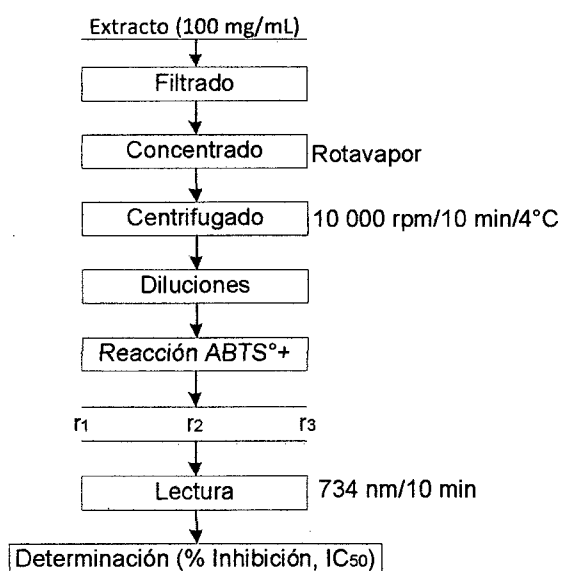 Extracto (100 mg/mL)
Filtrado
Concentrado Rotavapor
Centrifugado 10 000 rpm/10 min/4°C
Diluciones
Reacción ABTS°+
r1 r2 r3
Lectura 734 nm/10 min
Determinación (% Inhibición, IC50)